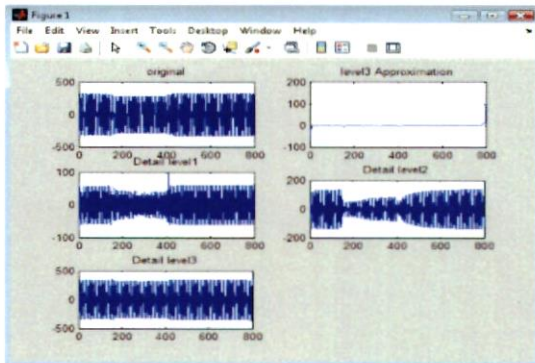 Figure 1
File Edit View Insert Tools Desktop Window Help
original
500
0
-500
0 200 400 600 800
level3 Approximation
200
100
0
-100
0 200 400 600 800
Detail level1
100
0
-100
0 200 400 600 800
Detail level2
200
0
-200
0 200 400 600 800
Detail level3
500
0
-500
0 200 400 600 800